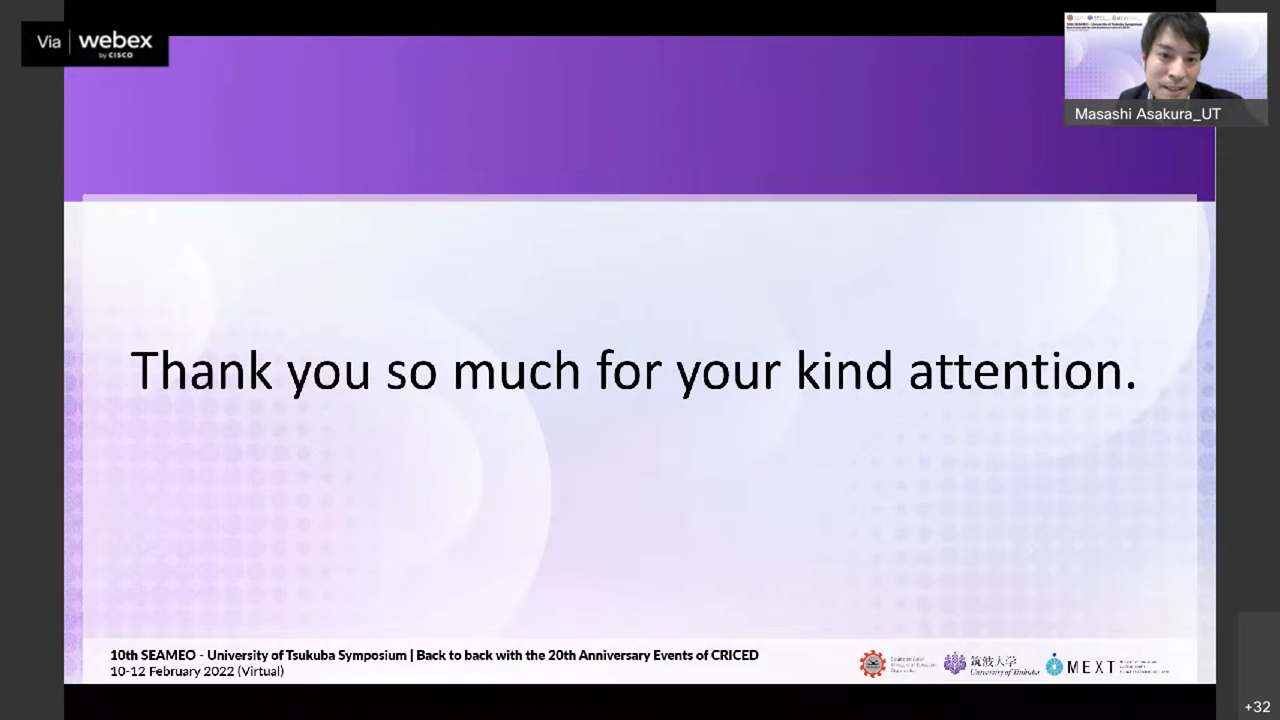 Via webex
by CISCO
Masashi Asakura_UT
Thank you so much for your kind attention.
10th SEAMEO - University of Tsukuba Symposium | Back to back with the 20th Anniversary Events of CRICED
10-12 February 2022 (Virtual)
筑波大学
University of Tsukuba
MEXT
+32